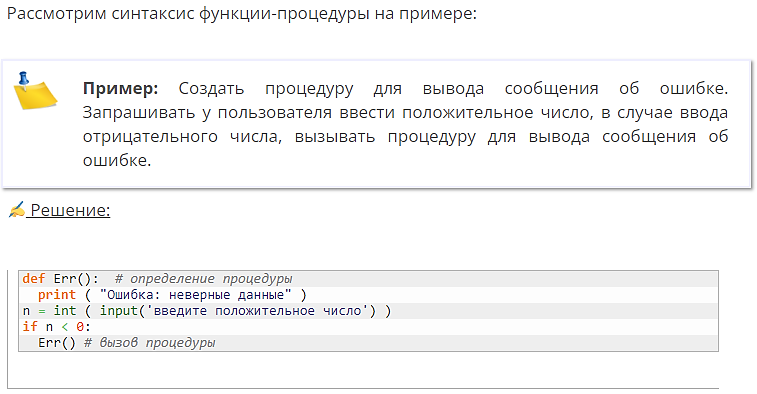 Рассмотрим синтаксис функции-процедуры на примере:
Пример: Создать процедуру для вывода сообщения об ошибке.
Запрашивать у пользователя ввести положительное число, в случае ввода
отрицательного числа, вызывать процедуру для вывода сообщения об
ошибке.
Решение:
def Err():  # определение процедуры
  print ( "Ошибка: неверные данные" )
n = int ( input('введите положительное число') )
if n < 0:
  Err() # вызов процедуры